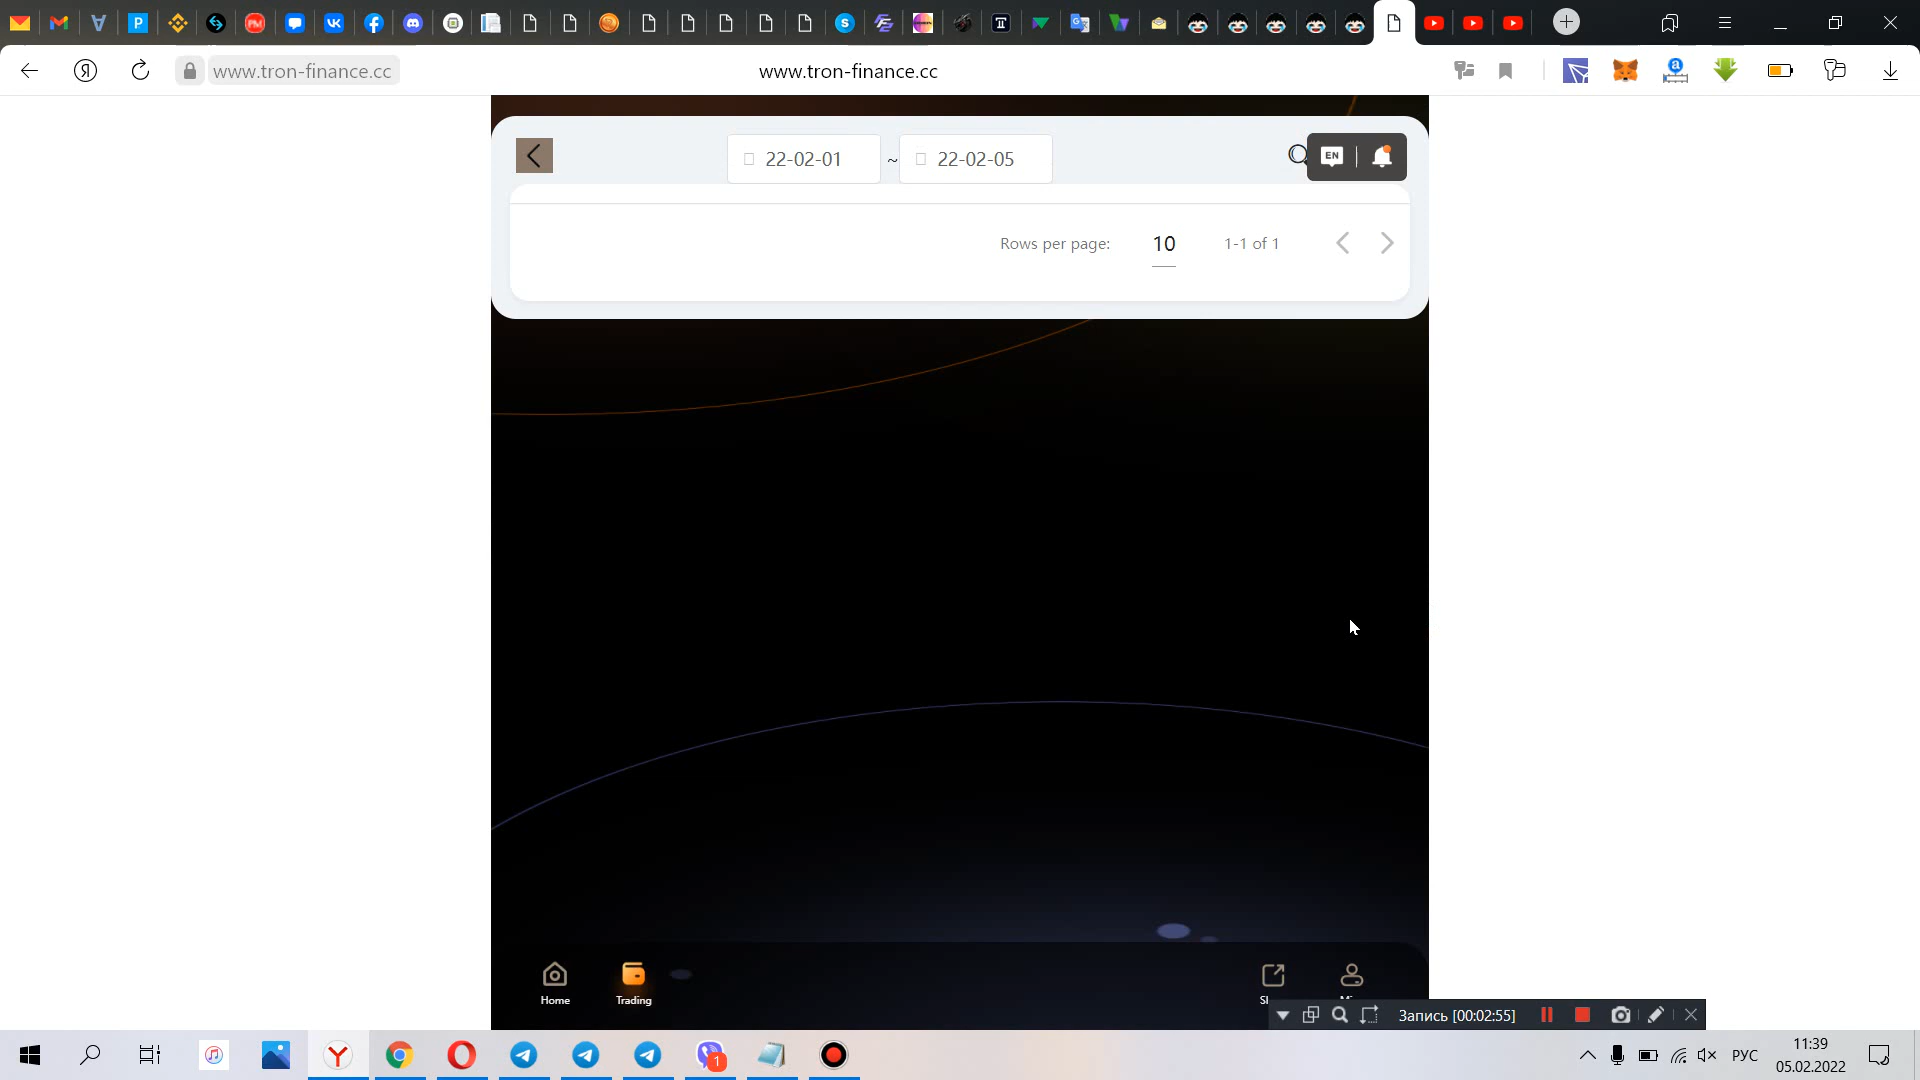 www.tron-finance.cc
www.tron-finance.cc
22-02-01 ~ 22-02-05
EN
Rows per page: 10 1-1 of 1
Home
Trading
Запись [00:02:55]
1
РУС
11:39
05.02.2022